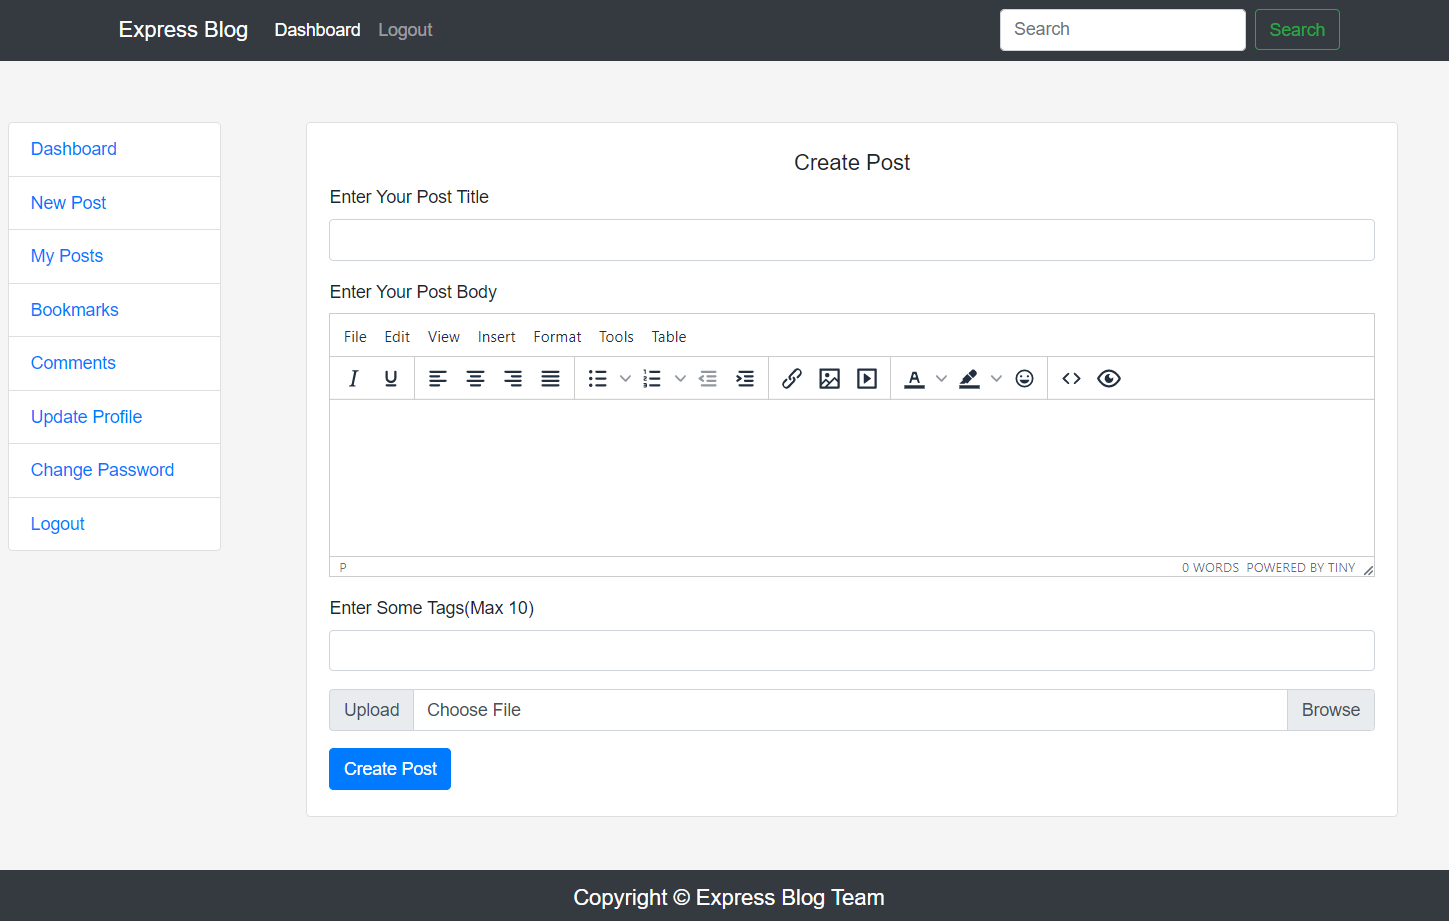 Express Blog Dashboard Logout Search Search
Dashboard
New Post
My Posts
Bookmarks
Comments
Update Profile
Change Password
Logout
Create Post
Enter Your Post Title
Enter Your Post Body
File Edit View Insert Format Tools Table
P 0 WORDS POWERED BY TINY
Enter Some Tags(Max 10)
Upload Choose File Browse
Create Post
Copyright © Express Blog Team